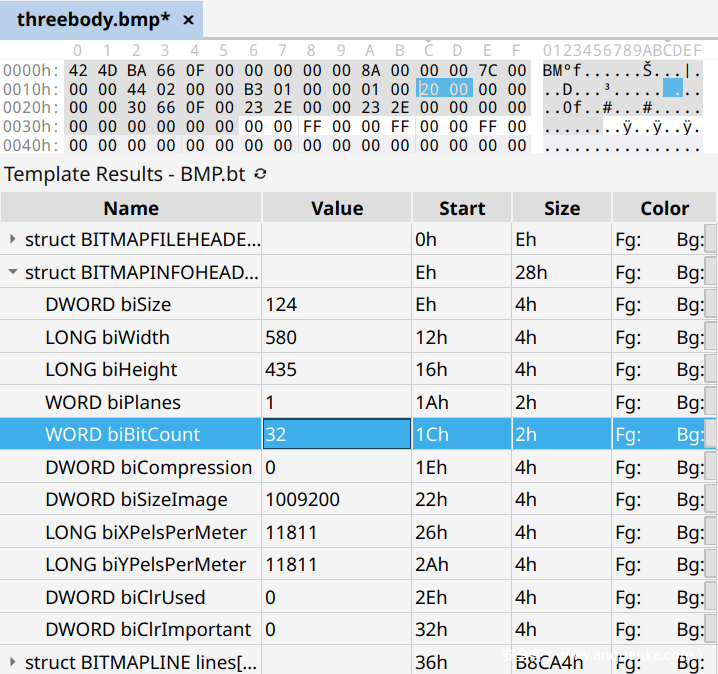 threebody.bmp* ×
0 1 2 3 4 5 6 7 8 9 A B C D E F 0123456789ABCDEF
0000h: 42 4D BA 66 0F 00 00 00 00 00 8A 00 00 00 7C 00 BMºf......Š...|.
0010h: 00 00 44 02 00 00 B3 01 00 00 01 00 20 00 00 00 ..D...³..... ...
0020h: 00 00 30 66 0F 00 23 2E 00 00 23 2E 00 00 00 00 ..0f..#...#.....
0030h: 00 00 00 00 00 00 00 00 FF 00 00 FF 00 00 FF 00 ........ÿ..ÿ..ÿ.
0040h: 00 00 00 00 00 00 00 00 00 00 00 00 00 00 00 00 ................
Template Results - BMP.bt
Name Value Start Size Color
struct BITMAPFILEHEADE... 0h Eh Fg: Bg:
struct BITMAPINFOHEAD... Eh 28h Fg: Bg:
DWORD biSize 124 Eh 4h Fg: Bg:
LONG biWidth 580 12h 4h Fg: Bg:
LONG biHeight 435 16h 4h Fg: Bg:
WORD biPlanes 1 1Ah 2h Fg: Bg:
WORD biBitCount 32 1Ch 2h Fg: Bg:
DWORD biCompression 0 1Eh 4h Fg: Bg:
DWORD biSizeImage 1009200 22h 4h Fg: Bg:
LONG biXPelsPerMeter 11811 26h 4h Fg: Bg:
LONG biYPelsPerMeter 11811 2Ah 4h Fg: Bg:
DWORD biClrUsed 0 2Eh 4h Fg: Bg:
DWORD biClrImportant 0 32h 4h Fg: Bg:
struct BITMAPLINE lines[... 36h B8CA4h Fg: Bg: